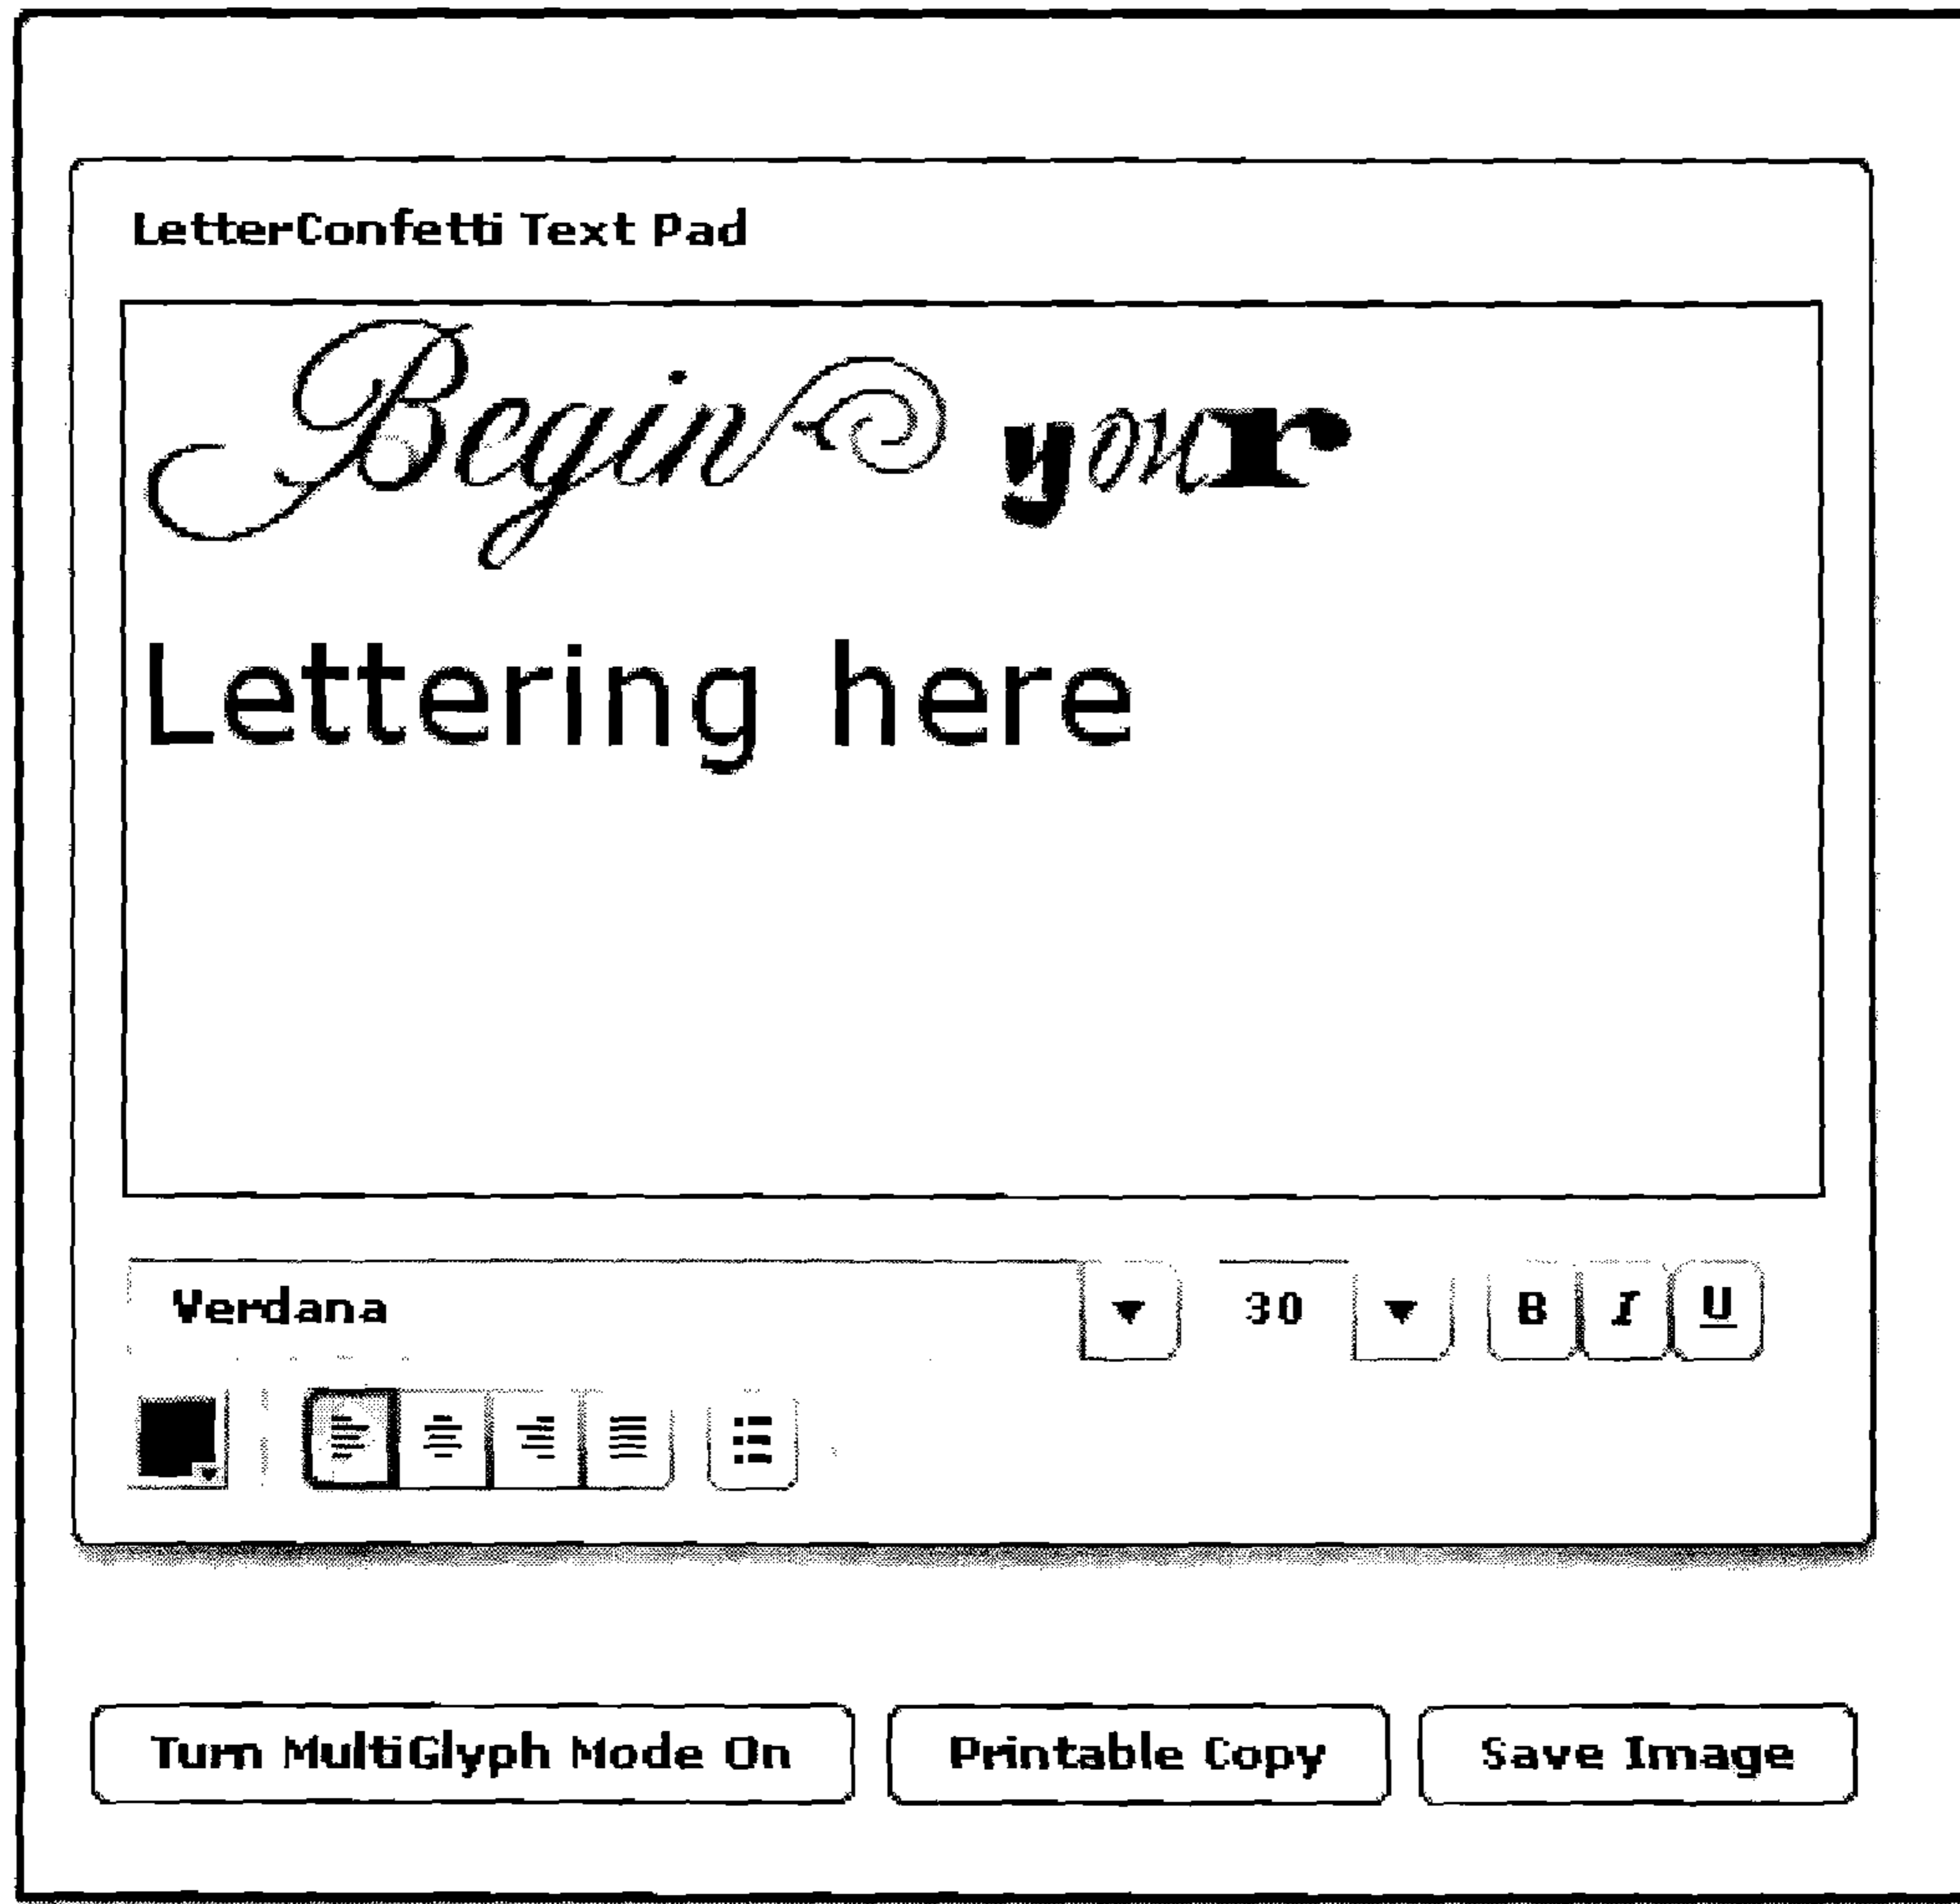 LetterConfetti Text Pad
Begin your
Lettering here
Verdana 30 B I U
Turn MultiGlyph Mode On Printable Copy Save Image